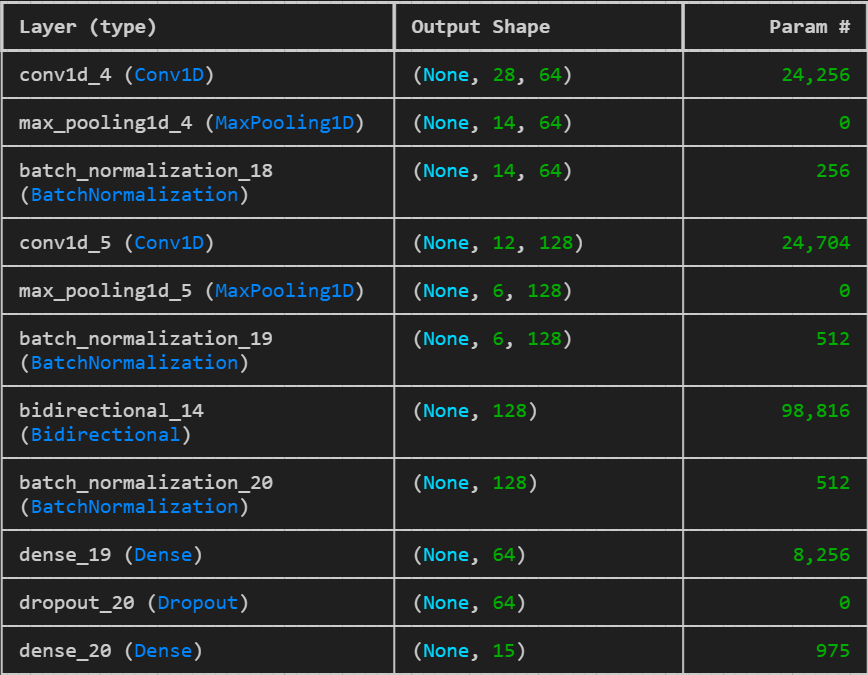 Layer (type) Output Shape Param #
conv1d_4 (Conv1D) (None, 28, 64) 24,256
max_pooling1d_4 (MaxPooling1D) (None, 14, 64) 0
batch_normalization_18 (None, 14, 64) 256
(BatchNormalization)
conv1d_5 (Conv1D) (None, 12, 128) 24,704
max_pooling1d_5 (MaxPooling1D) (None, 6, 128) 0
batch_normalization_19 (None, 6, 128) 512
(BatchNormalization)
bidirectional_14 (None, 128) 98,816
(Bidirectional)
batch_normalization_20 (None, 128) 512
(BatchNormalization)
dense_19 (Dense) (None, 64) 8,256
dropout_20 (Dropout) (None, 64) 0
dense_20 (Dense) (None, 15) 975